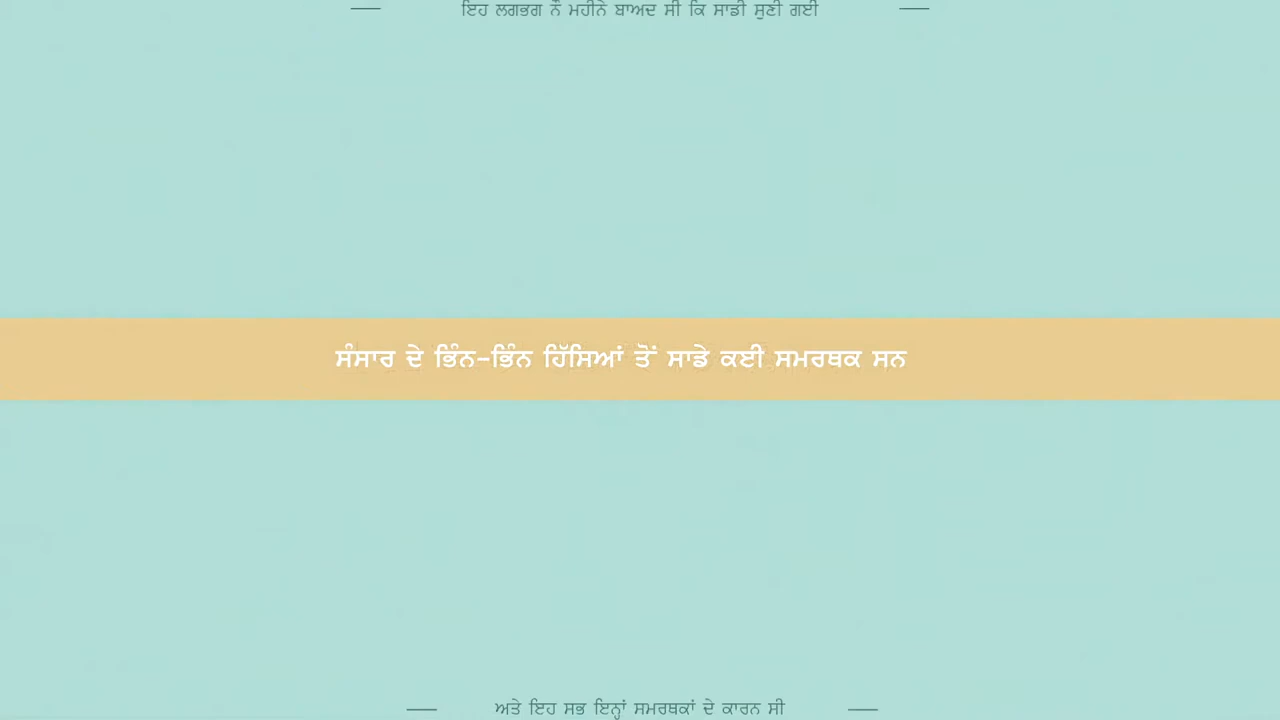 ਇਹ ਲਗਭਗ ਨੌ ਮਹੀਨੇ ਬਾਅਦ ਸੀ ਕਿ ਸਾਡੀ ਸੁਣੀ ਗਈ
ਸੰਸਾਰ ਦੇ ਭਿੰਨ-ਭਿੰਨ ਹਿੱਸਿਆਂ ਤੋਂ ਸਾਡੇ ਕਈ ਸਮਰਥਕ ਸਨ
ਅਤੇ ਇਹ ਸਭ ਇਨ੍ਹਾਂ ਸਮਰਥਕਾਂ ਦੇ ਕਾਰਨ ਸੀ